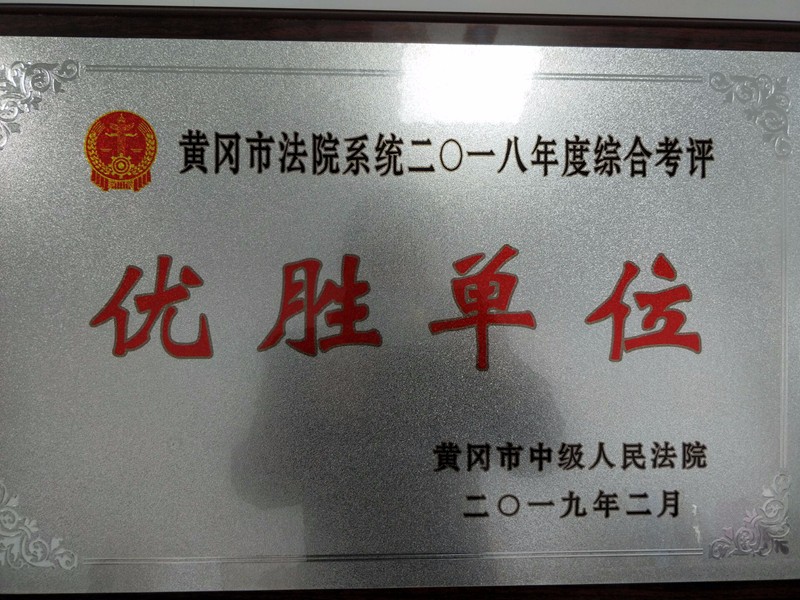 黄冈市法院系统二〇一八年度综合考评
优胜单位
黄冈市中级人民法院
二〇一九年二月